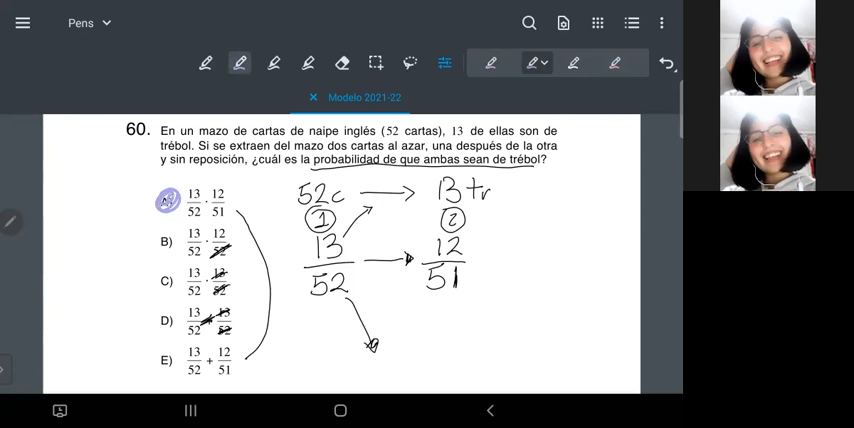 Pens
Modelo 2021-22
60. En un mazo de cartas de naipe inglés (52 cartas), 13 de ellas son de
trébol. Si se extraen del mazo dos cartas al azar, una después de la otra
y sin reposición, ¿cuál es la probabilidad de que ambas sean de trébol?
13/52 · 12/51
B) 13/52 · 12/52
C) 13/52 · 13/52
D) 13/52 + 13/52
E) 13/52 + 12/51
52c → 13 tr
1 2
13/52 → 12/51